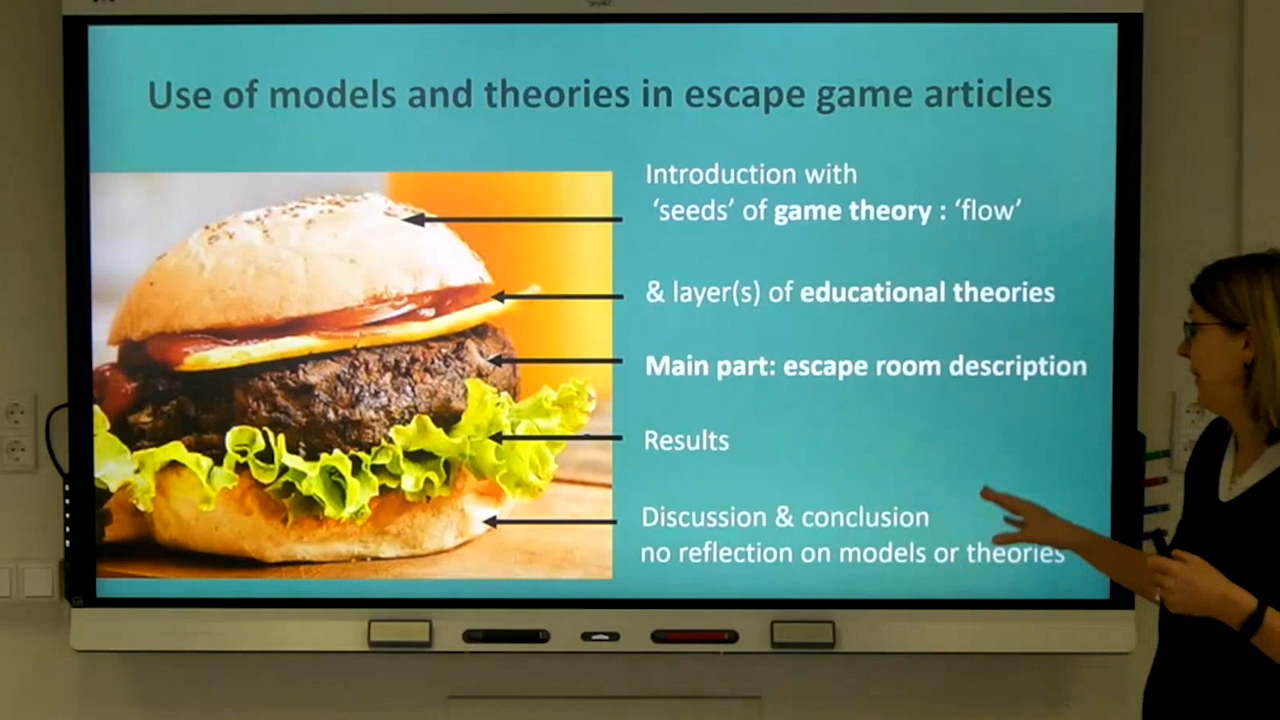 Use of models and theories in escape game articles
Introduction with
‘seeds’ of game theory : ‘flow’
& layer(s) of educational theories
Main part: escape room description
Results
Discussion & conclusion
no reflection on models or theories